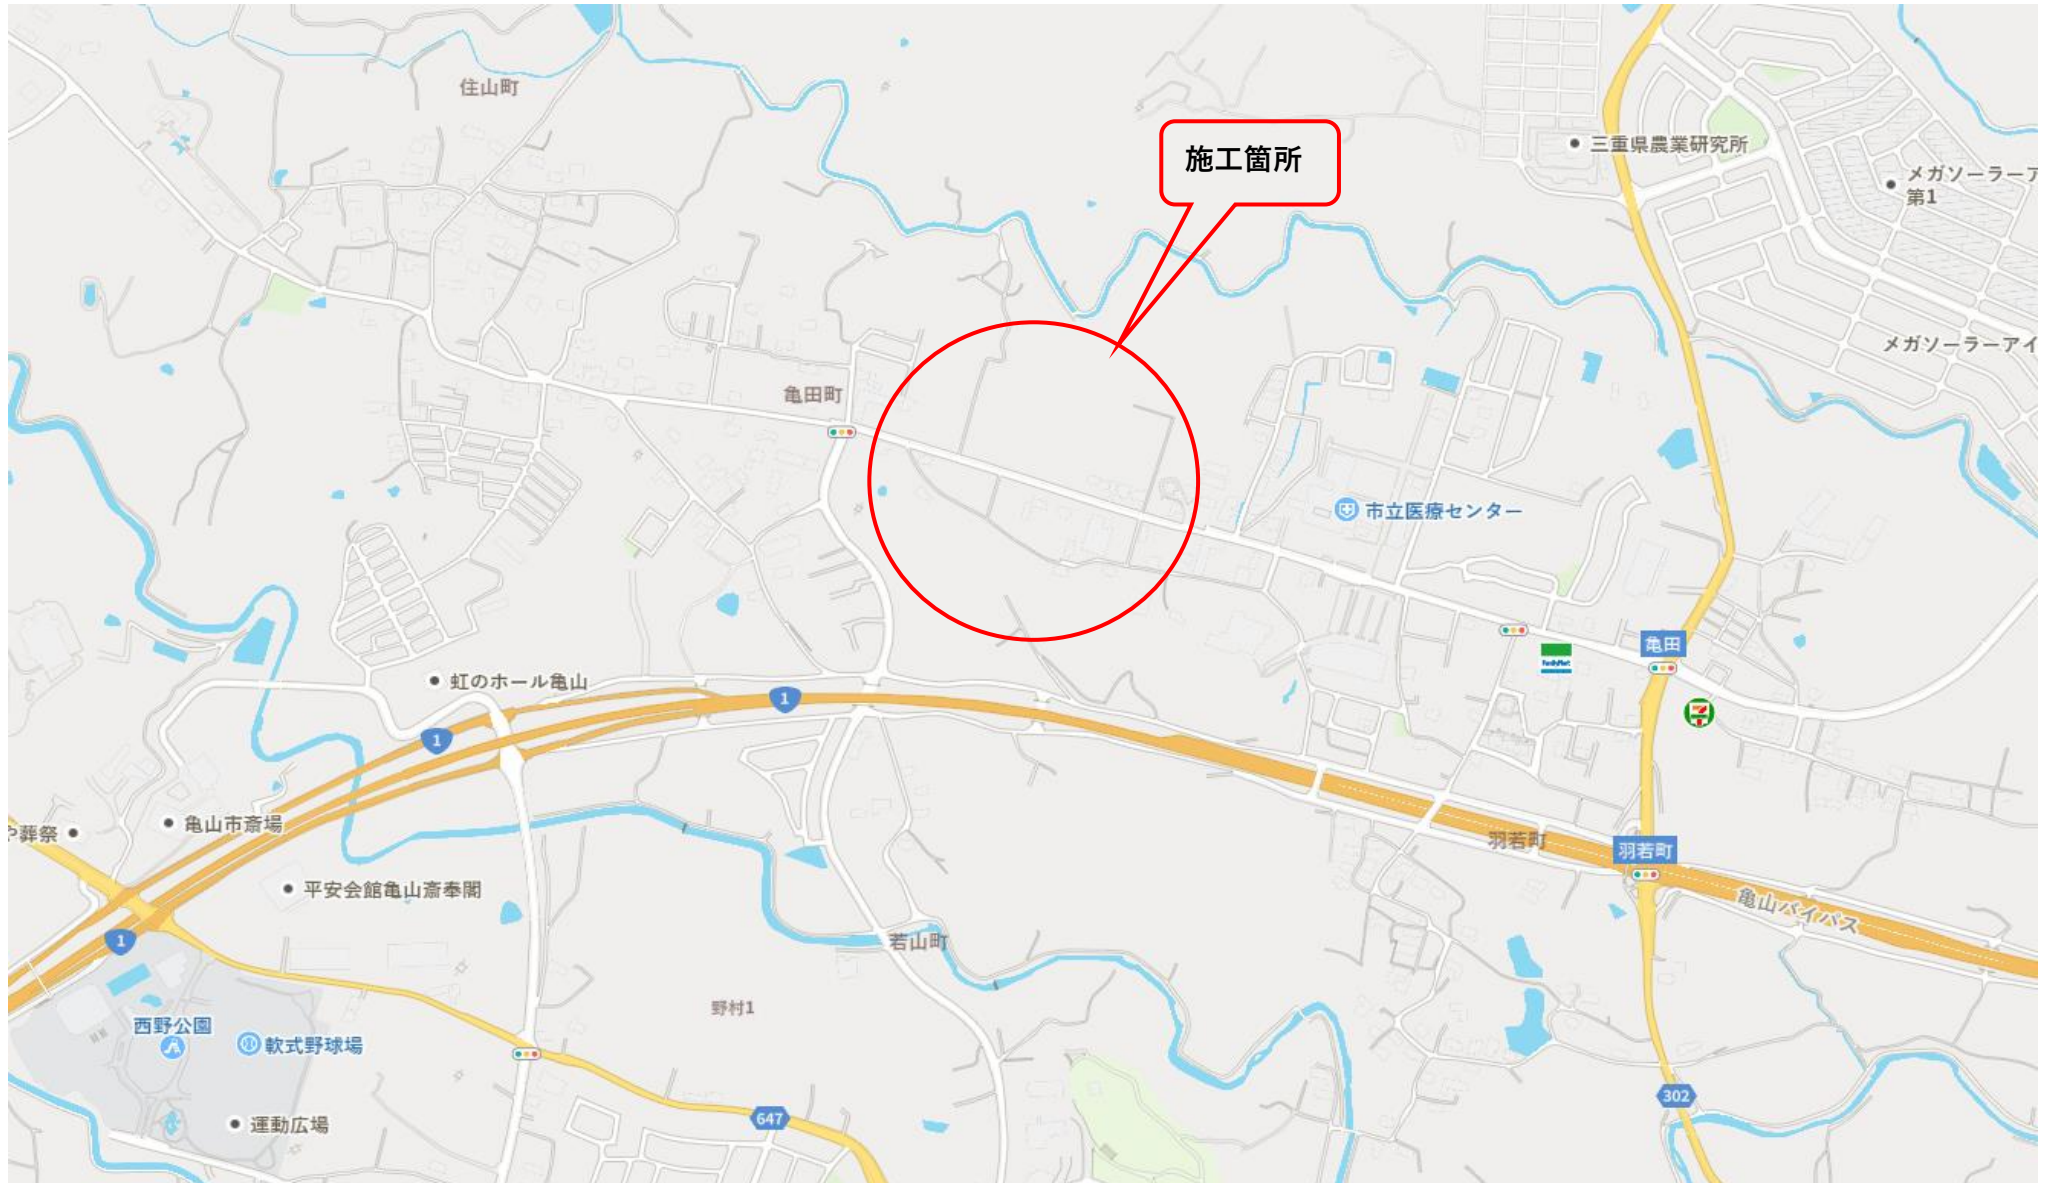 住山町
施工箇所
三重県農業研究所
メガソーラーア
第1
メガソーラーアイ
亀田町
市立医療センター
亀田
FamilyMart
虹のホール亀山
1
1
7
亀山市斎場
や葬祭
羽若町
羽若町
平安会館亀山斎奉閣
亀山バイパス
1
若山町
野村1
西野公園
軟式野球場
302
647
運動広場